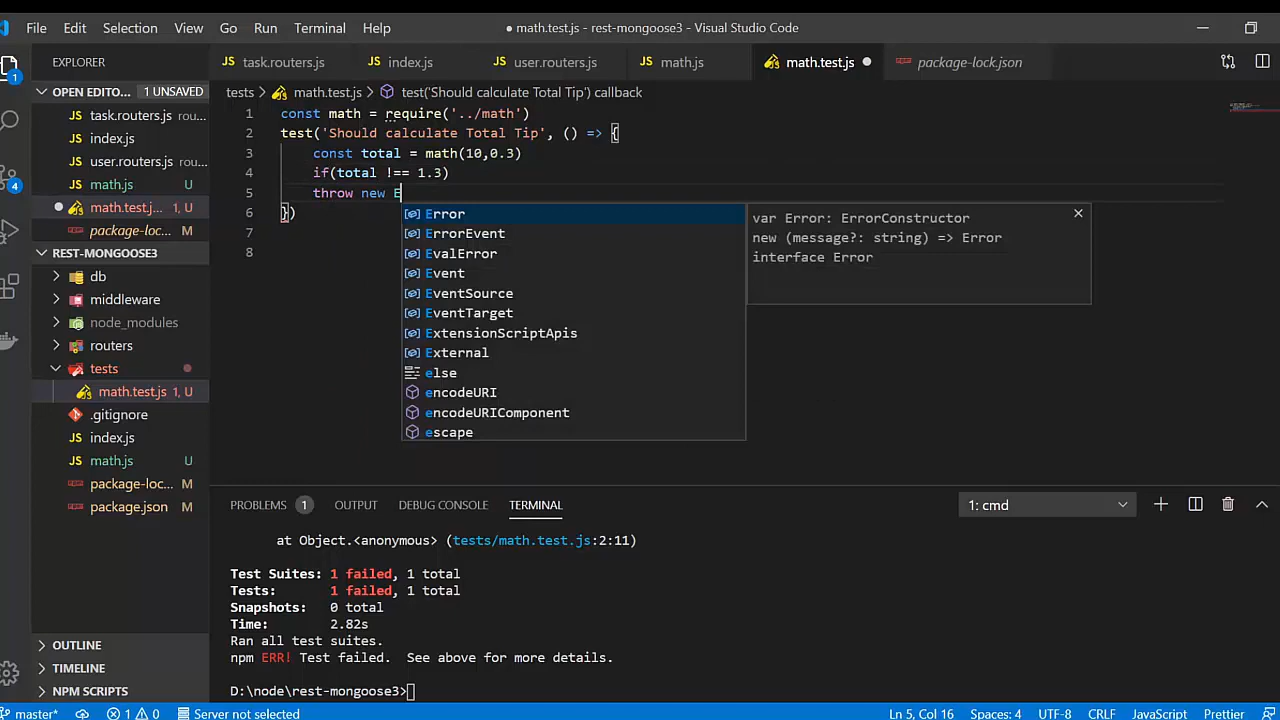 File Edit Selection View Go Run Terminal Help
● math.test.js - rest-mongoose3 - Visual Studio Code
EXPLORER
task.routers.js
index.js
user.routers.js
math.js
math.test.js
package-lock.json
OPEN EDITO... 1 UNSAVED
task.routers.js rou...
index.js
user.routers.js rou...
math.js U
math.test.j... 1, U
package-loc...
REST-MONGOOSE3
db
middleware
node_modules
routers
tests
math.test.js 1, U
.gitignore
index.js
math.js U
package-loc... M
package.json M
OUTLINE
TIMELINE
NPM SCRIPTS
1
4
tests > math.test.js > test('Should calculate Total Tip') callback
1 const math = require('../math')
2 test('Should calculate Total Tip', () => {
3 const total = math(10,0.3)
4 if(total !== 1.3)
5 throw new E
6 })
7
8
Error
ErrorEvent
EvalError
Event
EventSource
EventTarget
ExtensionScriptApis
External
else
encodeURI
encodeURIComponent
escape
var Error: ErrorConstructor
new (message?: string) => Error
interface Error
PROBLEMS 1 OUTPUT DEBUG CONSOLE TERMINAL
1: cmd
at Object.<anonymous> (tests/math.test.js:2:11)
Test Suites: 1 failed, 1 total
Tests: 1 failed, 1 total
Snapshots: 0 total
Time: 2.82s
Ran all test suites.
npm ERR! Test failed. See above for more details.
D:\node\rest-mongoose3>
master* 1 0 Server not selected
Ln 5, Col 16 Spaces: 4 UTF-8 CRLF JavaScript Prettier